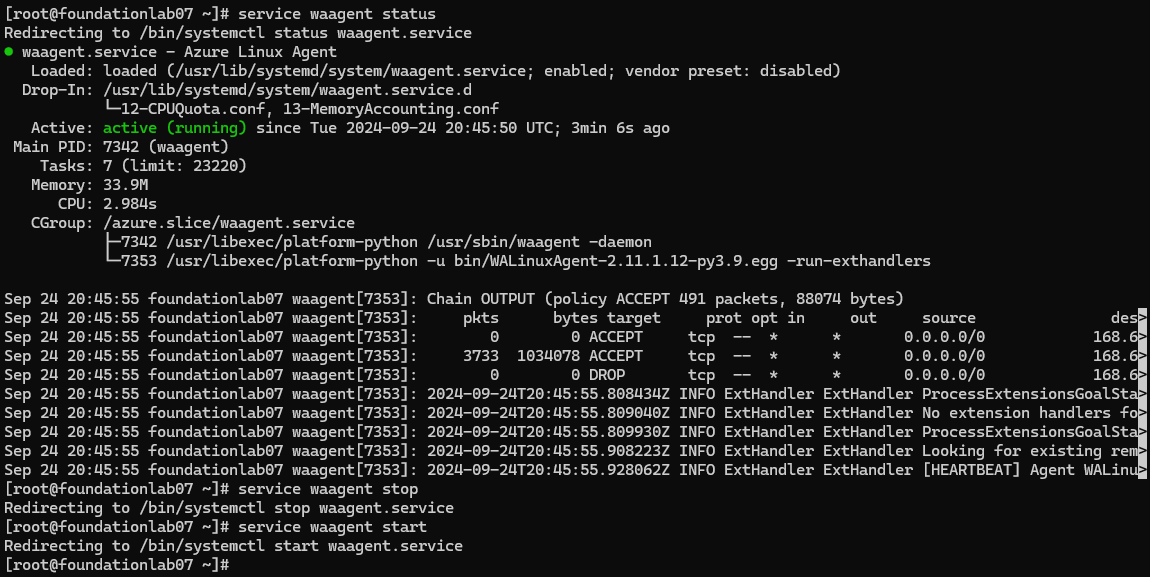 [root@foundationlab07 ~]# service waagent status
Redirecting to /bin/systemctl status waagent.service
● waagent.service - Azure Linux Agent
   Loaded: loaded (/usr/lib/systemd/system/waagent.service; enabled; vendor preset: disabled)
  Drop-In: /usr/lib/systemd/system/waagent.service.d
           └─12-CPUQuota.conf, 13-MemoryAccounting.conf
   Active: active (running) since Tue 2024-09-24 20:45:50 UTC; 3min 6s ago
 Main PID: 7342 (waagent)
    Tasks: 7 (limit: 23220)
   Memory: 33.9M
      CPU: 2.984s
   CGroup: /azure.slice/waagent.service
           ├─7342 /usr/libexec/platform-python /usr/sbin/waagent -daemon
           └─7353 /usr/libexec/platform-python -u bin/WALinuxAgent-2.11.1.12-py3.9.egg -run-exthandlers

Sep 24 20:45:55 foundationlab07 waagent[7353]: Chain OUTPUT (policy ACCEPT 491 packets, 88074 bytes)
Sep 24 20:45:55 foundationlab07 waagent[7353]:     pkts      bytes target     prot opt in     out     source               des>
Sep 24 20:45:55 foundationlab07 waagent[7353]:        0        0 ACCEPT     tcp  --  *      *       0.0.0.0/0            168.6>
Sep 24 20:45:55 foundationlab07 waagent[7353]:     3733  1034078 ACCEPT     tcp  --  *      *       0.0.0.0/0            168.6>
Sep 24 20:45:55 foundationlab07 waagent[7353]:        0        0 DROP       tcp  --  *      *       0.0.0.0/0            168.6>
Sep 24 20:45:55 foundationlab07 waagent[7353]: 2024-09-24T20:45:55.808434Z INFO ExtHandler ExtHandler ProcessExtensionsGoalSta>
Sep 24 20:45:55 foundationlab07 waagent[7353]: 2024-09-24T20:45:55.809040Z INFO ExtHandler ExtHandler No extension handlers fo>
Sep 24 20:45:55 foundationlab07 waagent[7353]: 2024-09-24T20:45:55.809930Z INFO ExtHandler ExtHandler ProcessExtensionsGoalSta>
Sep 24 20:45:55 foundationlab07 waagent[7353]: 2024-09-24T20:45:55.908223Z INFO ExtHandler ExtHandler Looking for existing rem>
Sep 24 20:45:55 foundationlab07 waagent[7353]: 2024-09-24T20:45:55.928062Z INFO ExtHandler ExtHandler [HEARTBEAT] Agent WALinu>
[root@foundationlab07 ~]# service waagent stop
Redirecting to /bin/systemctl stop waagent.service
[root@foundationlab07 ~]# service waagent start
Redirecting to /bin/systemctl start waagent.service
[root@foundationlab07 ~]#